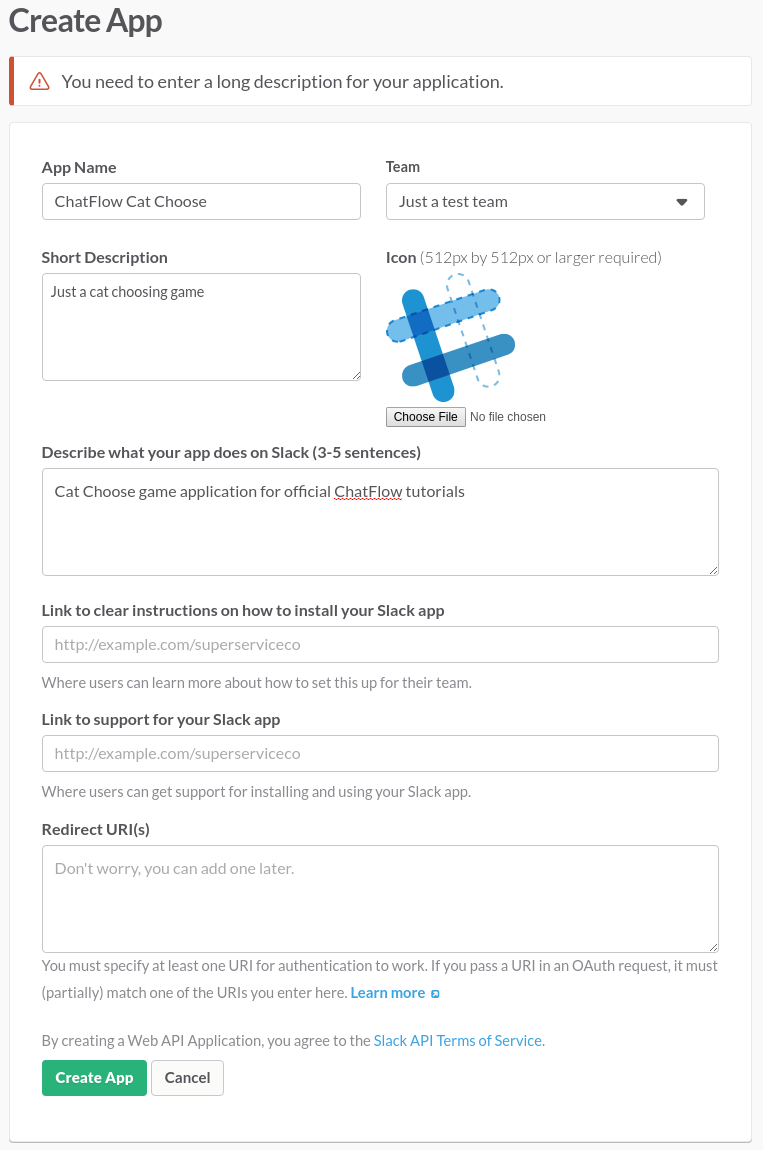 Create App
You need to enter a long description for your application.
App Name
Team
ChatFlow Cat Choose
Just a test team
Short Description
Icon (512px by 512px or larger required)
Just a cat choosing game
Choose File No file chosen
Describe what your app does on Slack (3-5 sentences)
Cat Choose game application for official ChatFlow tutorials
Link to clear instructions on how to install your Slack app
http://example.com/superserviceco
Where users can learn more about how to set this up for their team.
Link to support for your Slack app
http://example.com/superserviceco
Where users can get support for installing and using your Slack app.
Redirect URI(s)
Don't worry, you can add one later.
You must specify at least one URI for authentication to work. If you pass a URI in an OAuth request, it must
(partially) match one of the URIs you enter here. Learn more
By creating a Web API Application, you agree to the Slack API Terms of Service.
Create App
Cancel